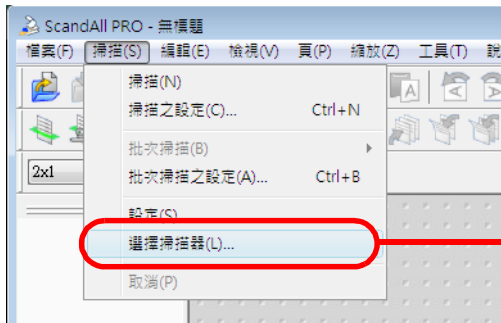 ScandAll PRO - 無標題
檔案(F) 掃描(S) 編輯(E) 檢視(V) 頁(P) 縮放(Z) 工具(T) 說
掃描(N)
掃描之設定(C)... Ctrl+N
批次掃描(B)
批次掃描之設定(A)... Ctrl+B
2x1
設定(S)
選擇掃描器(L)...
取消(P)